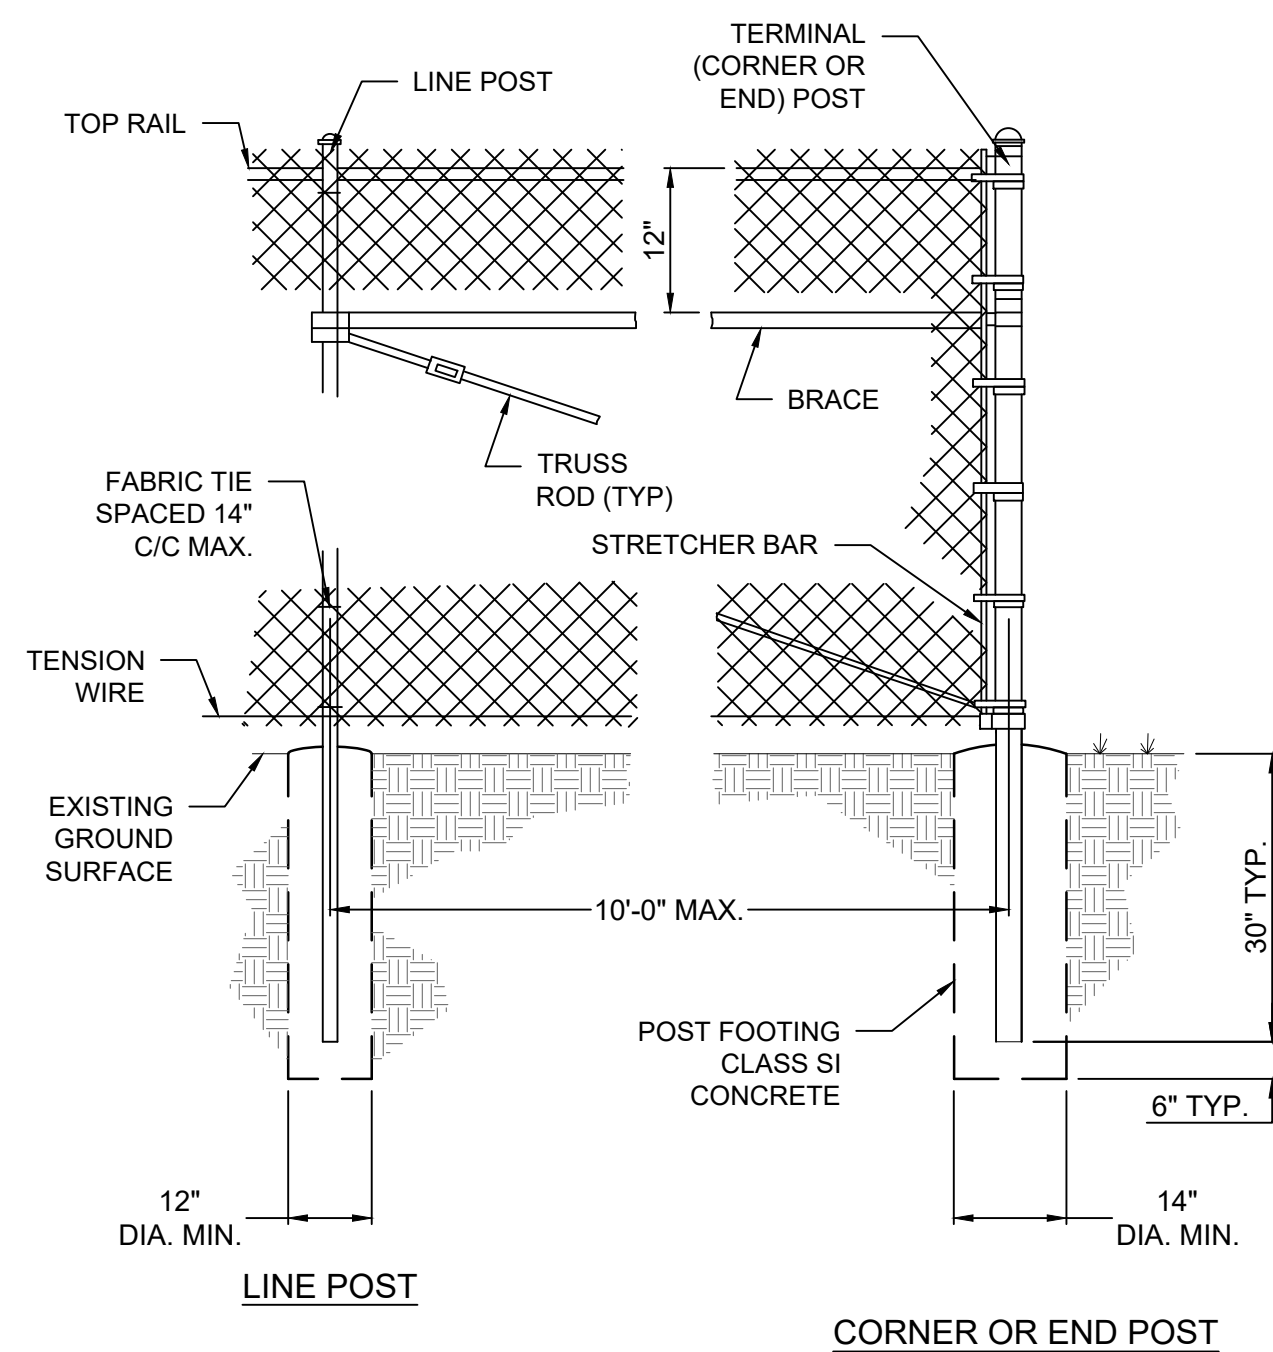 TERMINAL
(CORNER OR
END) POST
LINE POST
TOP RAIL
12"
BRACE
TRUSS
ROD (TYP)
FABRIC TIE
SPACED 14"
C/C MAX.
STRETCHER BAR
TENSION
WIRE
EXISTING
GROUND
SURFACE
10'-0" MAX.
30" TYP.
POST FOOTING
CLASS SI
CONCRETE
6" TYP.
12"
DIA. MIN.
14"
DIA. MIN.
LINE POST
CORNER OR END POST